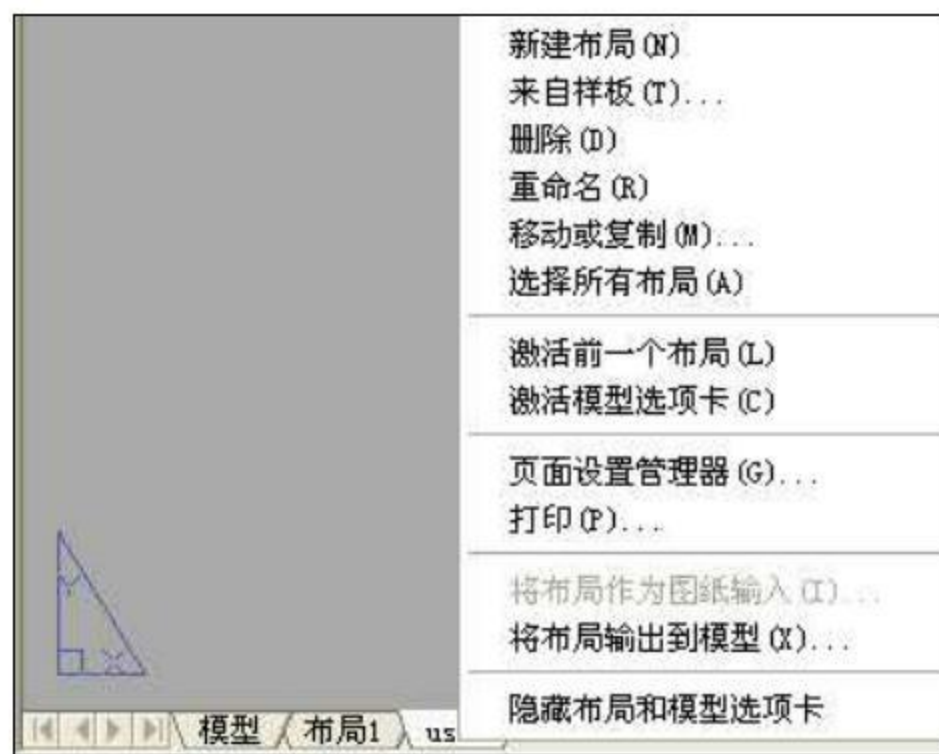 新建布局(N)
来自样板(T)...
删除(D)
重命名(R)
移动或复制(M)...
选择所有布局(A)
激活前一个布局(L)
激活模型选项卡(C)
页面设置管理器(G)...
打印(P)...
将布局作为图纸输入(I)...
将布局输出到模型(X)...
隐藏布局和模型选项卡
Y
X
模型 布局1 us